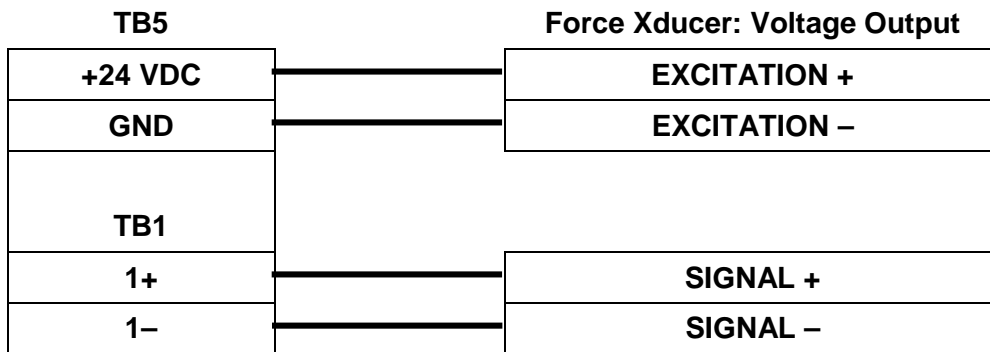 TB5 Force Xducer: Voltage Output
+24 VDC EXCITATION +
GND EXCITATION –
TB1
1+ SIGNAL +
1– SIGNAL –